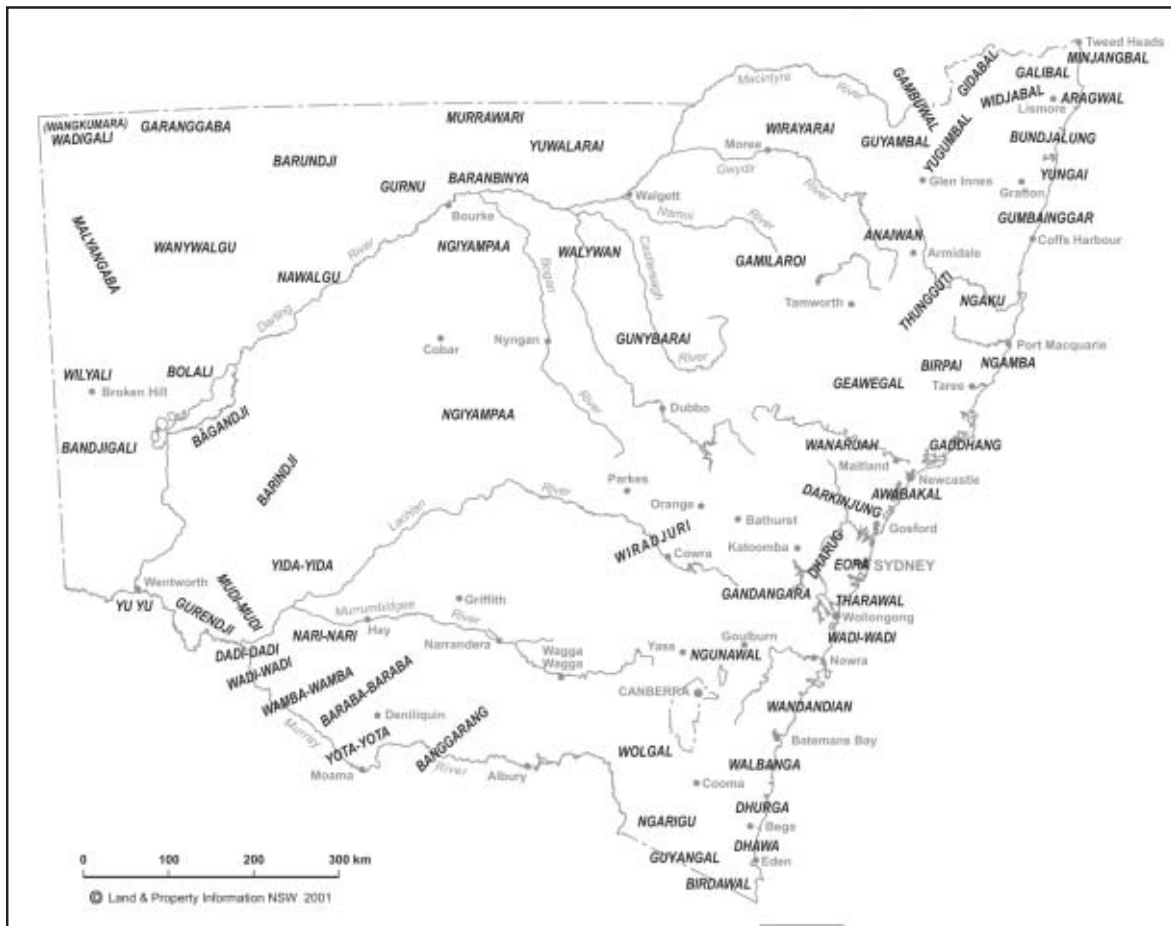 Tweed Heads
MINJANGBAL
GIDABAL
GALIBAL
Macintyre
River
GAMBUWAL
WIDJABAL
Lismore
ARAGWAL
(WANGKUMARA)
WADIGALI
GARANGGABA
MURRAWARI
WIRAYARAI
GUYAMBAL
YUGUMBAL
BUNDJALUNG
BARUNDJI
YUWALARAI
Moree
GURNU
BARANBINYA
Gwydir
River
Glen Innes
YUNGAI
Grafton
Bourke
Walgett
Namoi
River
GUMBAINGGAR
MALYANGABA
WANYWALGU
River
NGIYAMPAA
WALYWAN
Castlereagh
GAMILAROI
ANAIWAN
Armidale
Coffs Harbour
NAWALGU
Bogan
Tamworth
THUNGGUTI
NGAKU
Darling
Cobar
Nyngan
GUNYBARAI
River
Port Macquarie
WILYALI
BOLALI
BIRPAI
NGAMBA
Broken Hill
GEAWEGAL
Taree
NGIYAMPAA
River
Dubbo
BANDJIGALI
BAGANDJI
WANARUAH
GADDHANG
Maitland
BARINDJI
Parkes
Newcastle
Lachlan
River
Orange
DARKINJUNG
AWABAKAL
Bathurst
Gosford
WIRADJURI
Katoomba
DHARUG
Cowra
EORA
SYDNEY
YIDA-YIDA
Wentworth
MUDI-MUDI
GANDANGARA
THARAWAL
YU YU
GURENDJI
Murrumbidgee
Griffith
Wollongong
NARI-NARI
Hay
River
WADI-WADI
DADI-DADI
Narrandera
Goulburn
WADI-WADI
Wagga
Wagga
Yass
NGUNAWAL
Nowra
WAMBA-WAMBA
BARABA-BARABA
CANBERRA
WANDANDIAN
Deniliquin
Murray
YOTA-YOTA
BANGGARANG
Batemans Bay
WOLGAL
Moama
River
Albury
WALBANGA
Cooma
DHURGA
NGARIGU
Bega
DHAWA
GUYANGAL
Eden
BIRDAWAL
0 100 200 300 km
© Land & Property Information NSW 2001